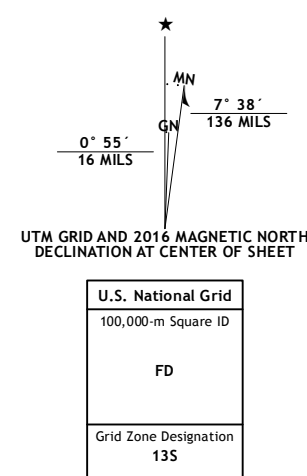 MN
7° 38´
136 MILS
GN
0° 55´
16 MILS
UTM GRID AND 2016 MAGNETIC NORTH
DECLINATION AT CENTER OF SHEET
U.S. National Grid
100,000-m Square ID
FD
Grid Zone Designation
13S